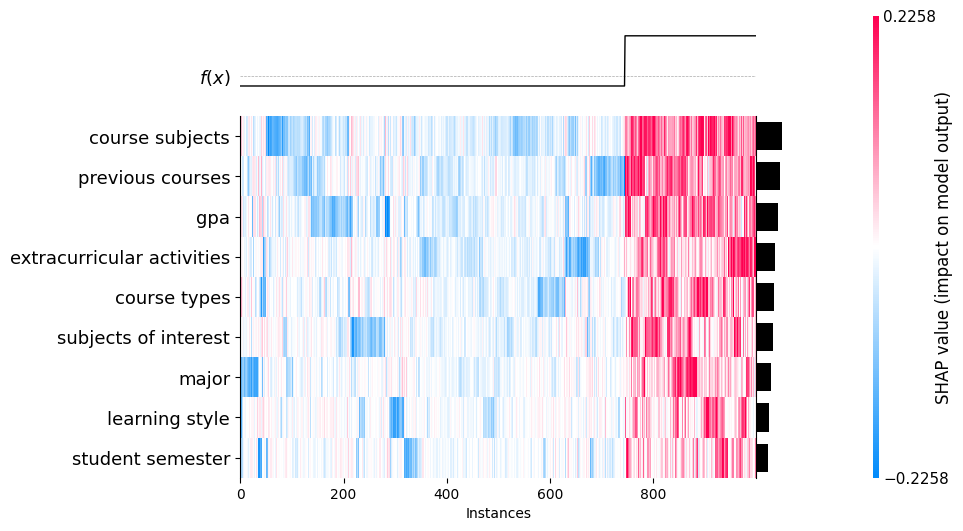 0.2258
f(x)
course subjects
previous courses
gpa
extracurricular activities
course types
subjects of interest
major
learning style
student semester
0 200 400 600 800
Instances
SHAP value (impact on model output)
−0.2258